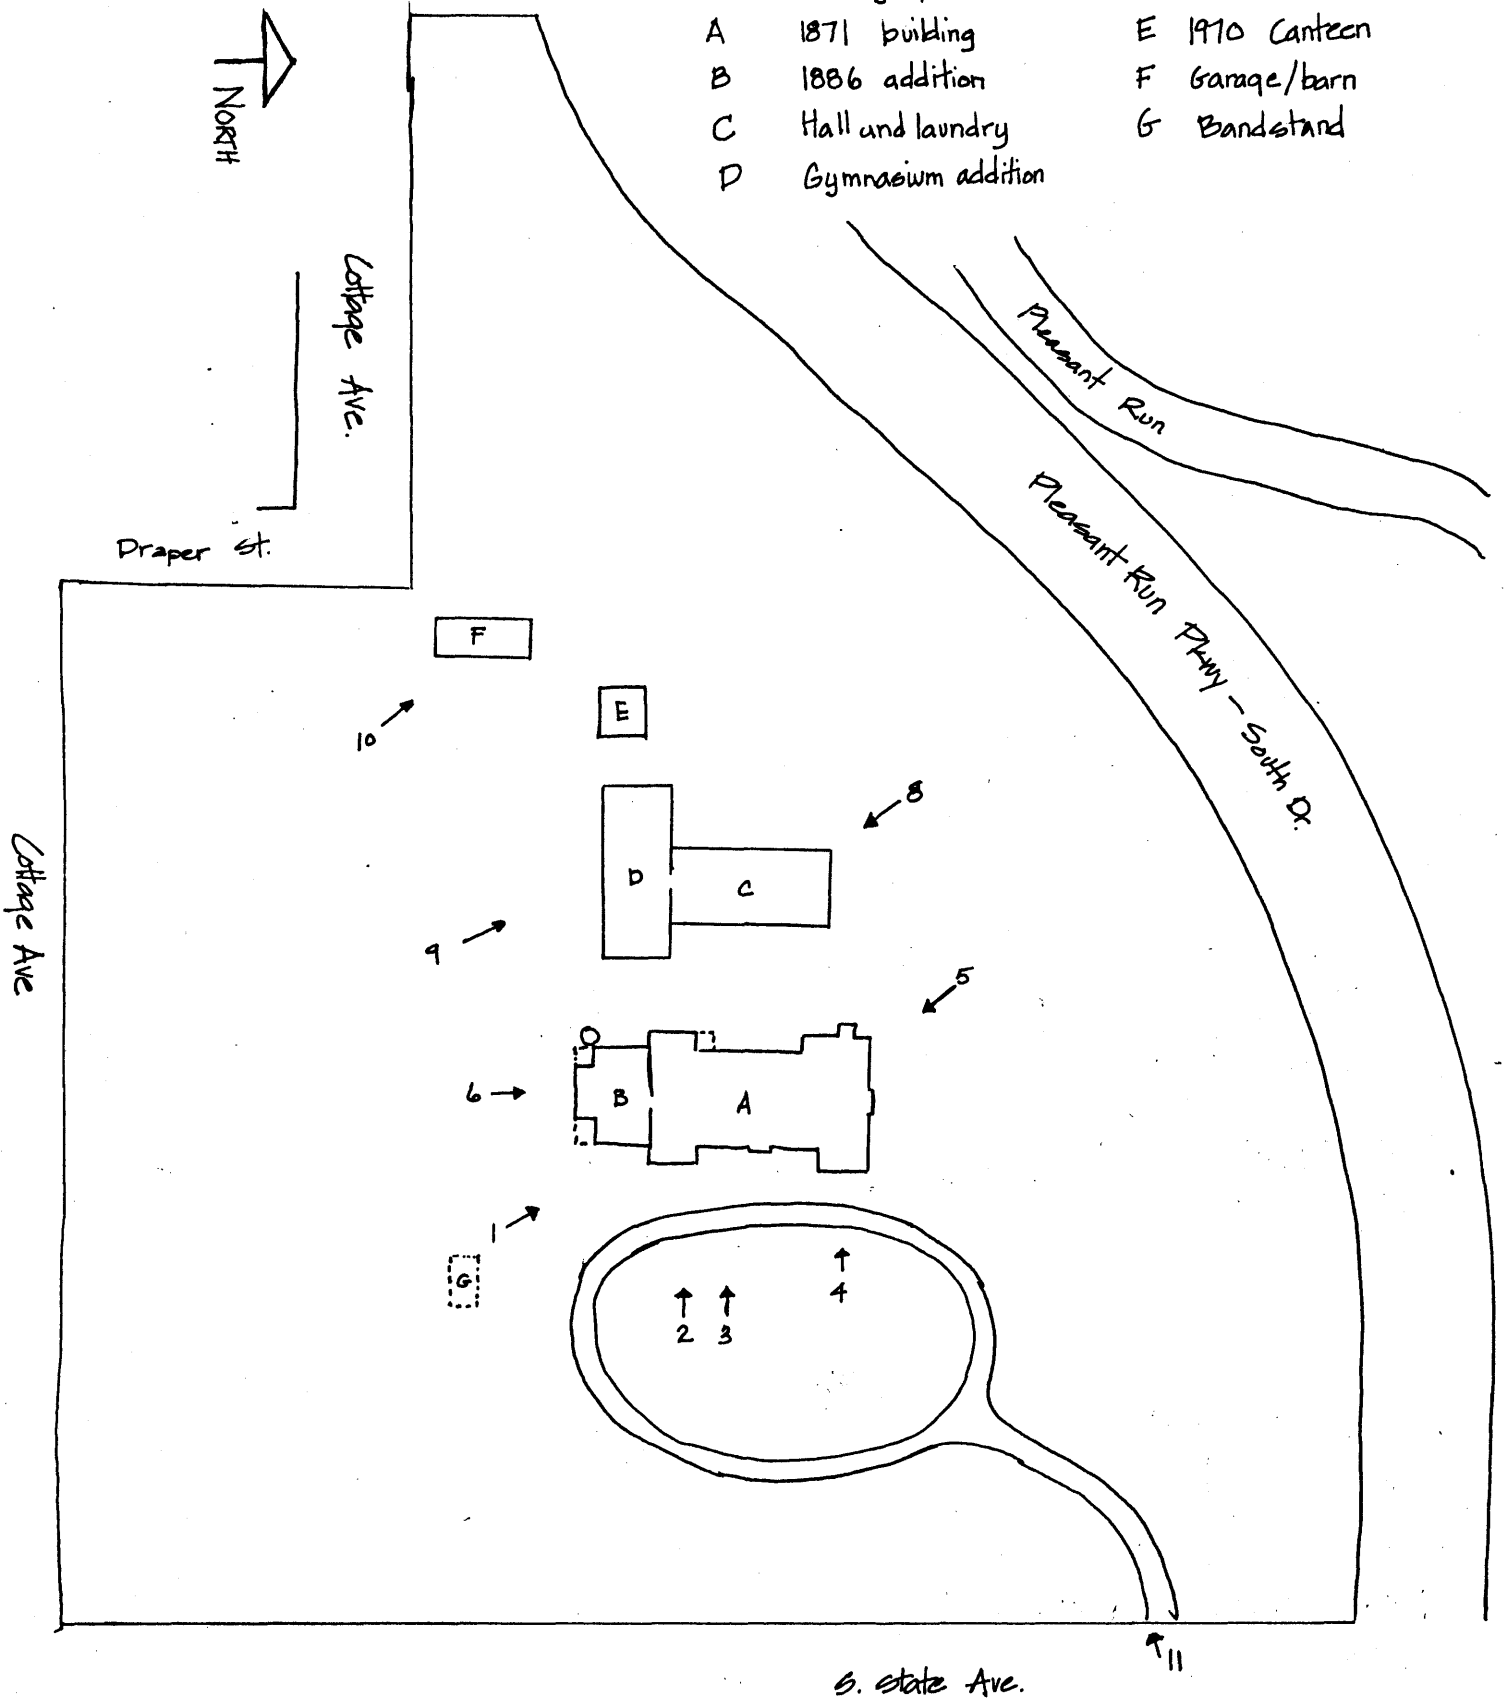 A 1871 building
B 1886 addition
C Hall and laundry
D Gymnasium addition
E 1970 Canteen
F Garage/barn
G Bandstand
NORTH
Cottage Ave.
Draper St.
Pleasant Run
Pleasant Run Pkwy - South Dr.
F
E
10
8
D
C
Cottage Ave
9
5
6
B
A
1
G
4
2
3
11
S. State Ave.